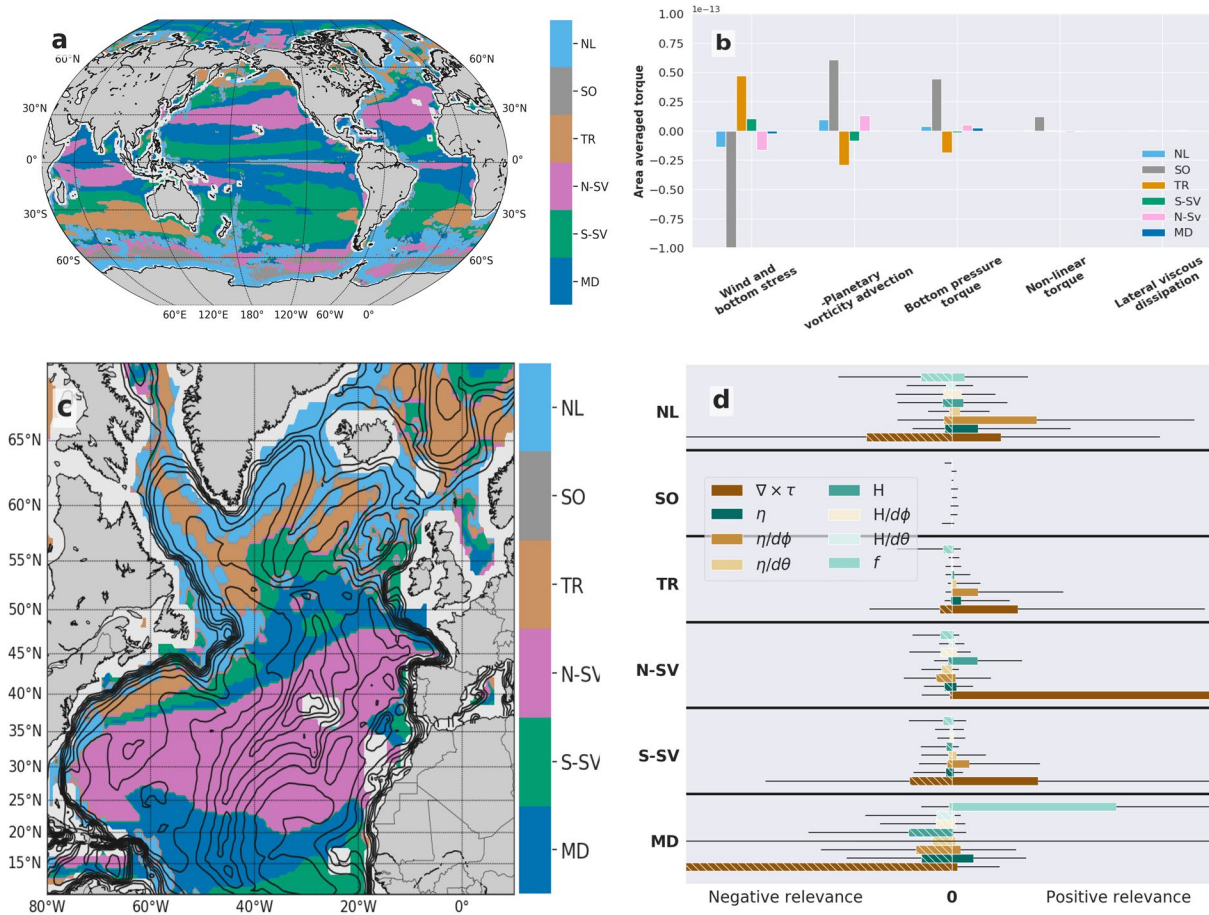 a
60°N
60°N
30°N
30°N
0°
0°
30°S
30°S
60°S
60°S
60°E 120°E 180° 120°W 60°W 0°
NL
SO
TR
N-SV
S-SV
MD
1e−13
b
Area averaged torque
1.00
0.75
0.50
0.25
0.00
−0.25
−0.50
−0.75
−1.00
NL
SO
TR
S-SV
N-Sv
MD
Wind and
bottom stress
-Planetary
vorticity advection
Bottom pressure
torque
Non-linear
torque
Lateral viscous
dissipation
c
65°N
60°N
55°N
50°N
45°N
40°N
35°N
30°N
25°N
20°N
15°N
80°W 60°W 40°W 20°W 0°
NL
SO
TR
N-SV
S-SV
MD
d
NL
SO
TR
N-SV
S-SV
MD
∇ × τ
η
η/dϕ
η/dθ
H
H/dϕ
H/dθ
f
Negative relevance 0 Positive relevance